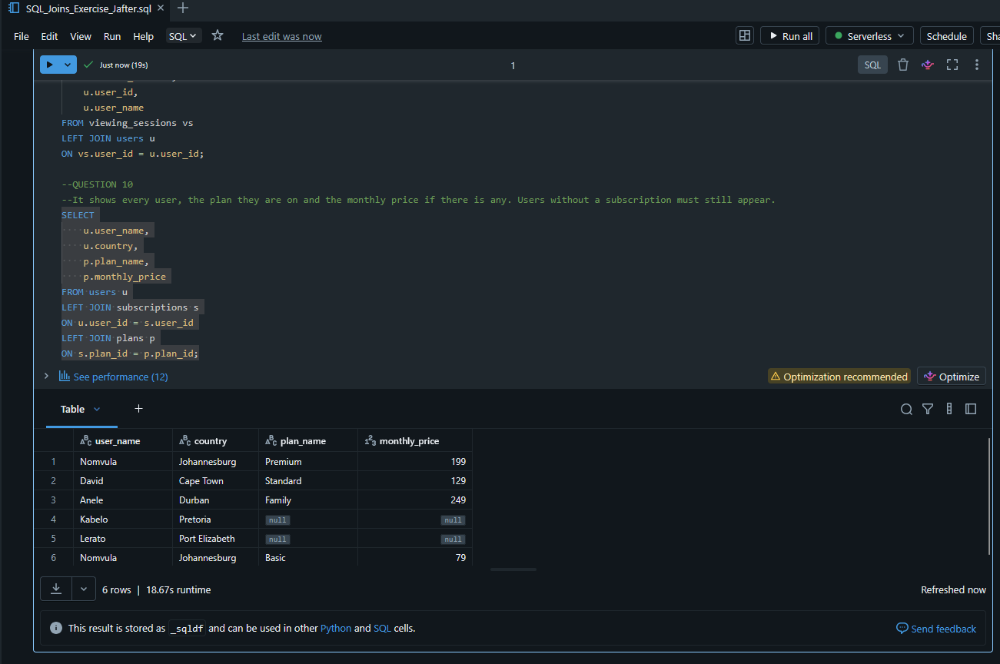 SQL_Joins_Exercise_Jafter.sql
File Edit View Run Help SQL Last edit was now Run all Serverless Schedule Sha
Just now (19s) 1 SQL
u.user_id,
u.user_name
FROM viewing_sessions vs
LEFT JOIN users u
ON vs.user_id = u.user_id;
--QUESTION 10
--It shows every user, the plan they are on and the monthly price if there is any. Users without a subscription must still appear.
SELECT
u.user_name,
u.country,
p.plan_name,
p.monthly_price
FROM users u
LEFT JOIN subscriptions s
ON u.user_id = s.user_id
LEFT JOIN plans p
ON s.plan_id = p.plan_id;
See performance (12) Optimization recommended Optimize
Table
user_name country plan_name monthly_price
1 Nomvula Johannesburg Premium 199
2 David Cape Town Standard 129
3 Anele Durban Family 249
4 Kabelo Pretoria null null
5 Lerato Port Elizabeth null null
6 Nomvula Johannesburg Basic 79
6 rows | 18.67s runtime Refreshed now
This result is stored as _sqldf and can be used in other Python and SQL cells. Send feedback